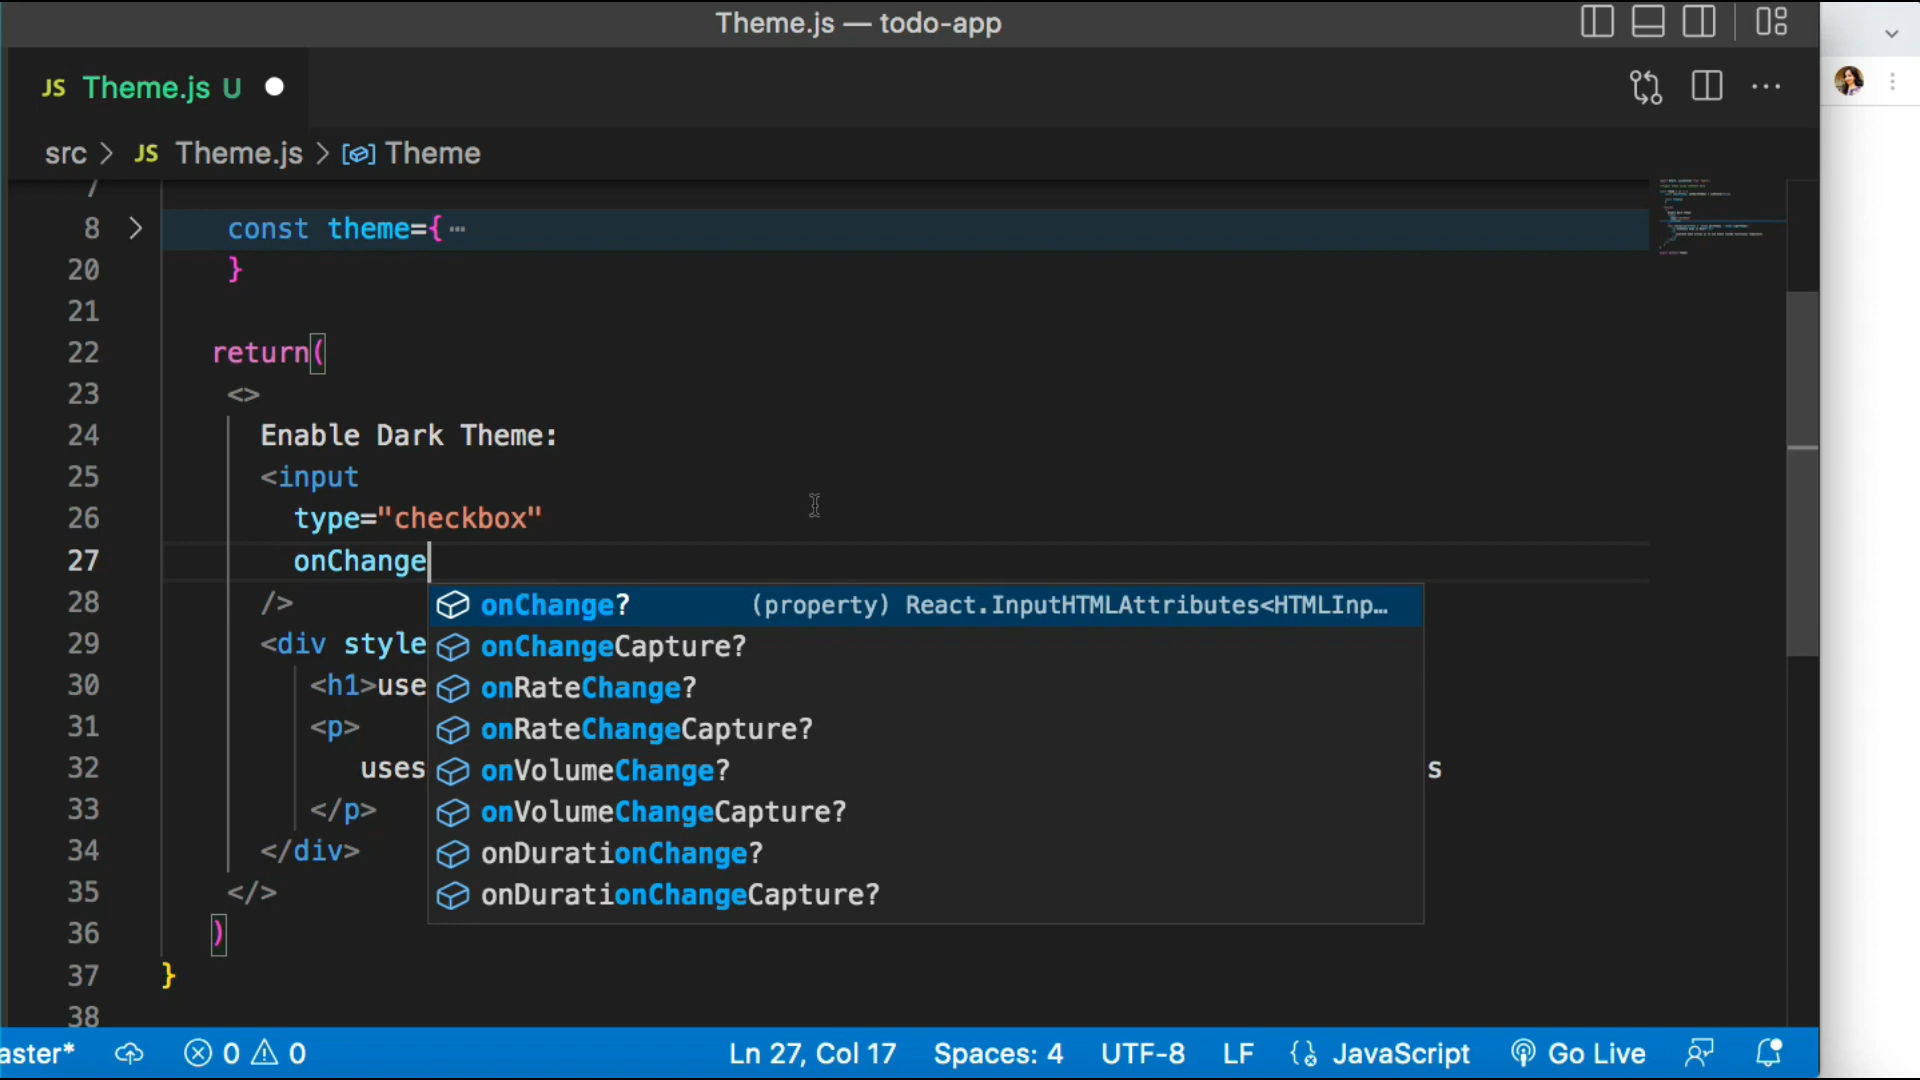 Theme.js — todo-app
JS Theme.js U
src > JS Theme.js > Theme
7
8 const theme={
20 }
21
22 return(
23 <>
24 Enable Dark Theme:
25 <input
26 type="checkbox"
27 onChange
onChange? (property) React.InputHTMLAttributes<HTMLInp…
28 />
onChangeCapture?
29 <div style
onRateChange?
30 <h1>use
onRateChangeCapture?
31 <p>
onVolumeChange?
32 uses s
onVolumeChangeCapture?
33 </p>
onDurationChange?
34 </div>
onDurationChangeCapture?
35 </>
36 )
37 }
38
aster* 0 0 Ln 27, Col 17 Spaces: 4 UTF-8 LF JavaScript Go Live